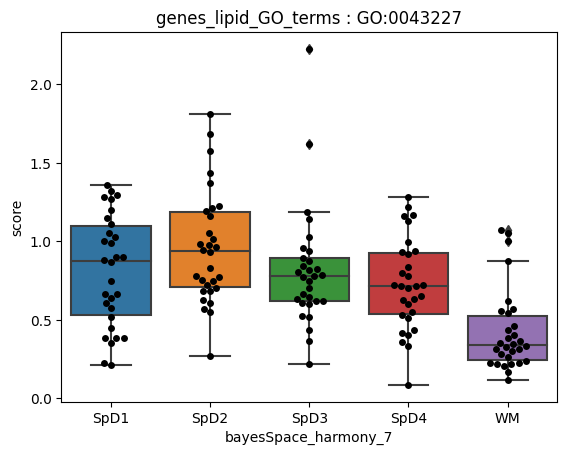 genes_lipid_GO_terms : GO:0043227
2.0
1.5
1.0
0.5
0.0
score
SpD1 SpD2 SpD3 SpD4 WM
bayesSpace_harmony_7